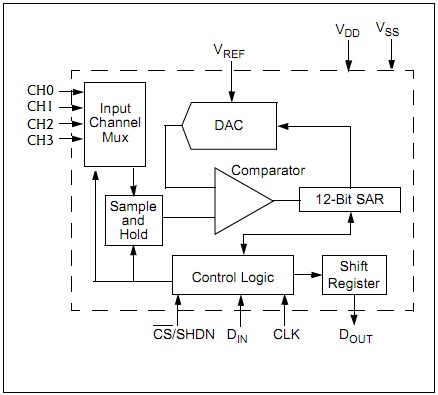 VDD
VSS
VREF
CH0
CH1
CH2
CH3
Input
Channel
Mux
DAC
Comparator
Sample
and
Hold
12-Bit SAR
Control Logic
Shift
Register
C̅S̅/SHDN
DIN
CLK
DOUT